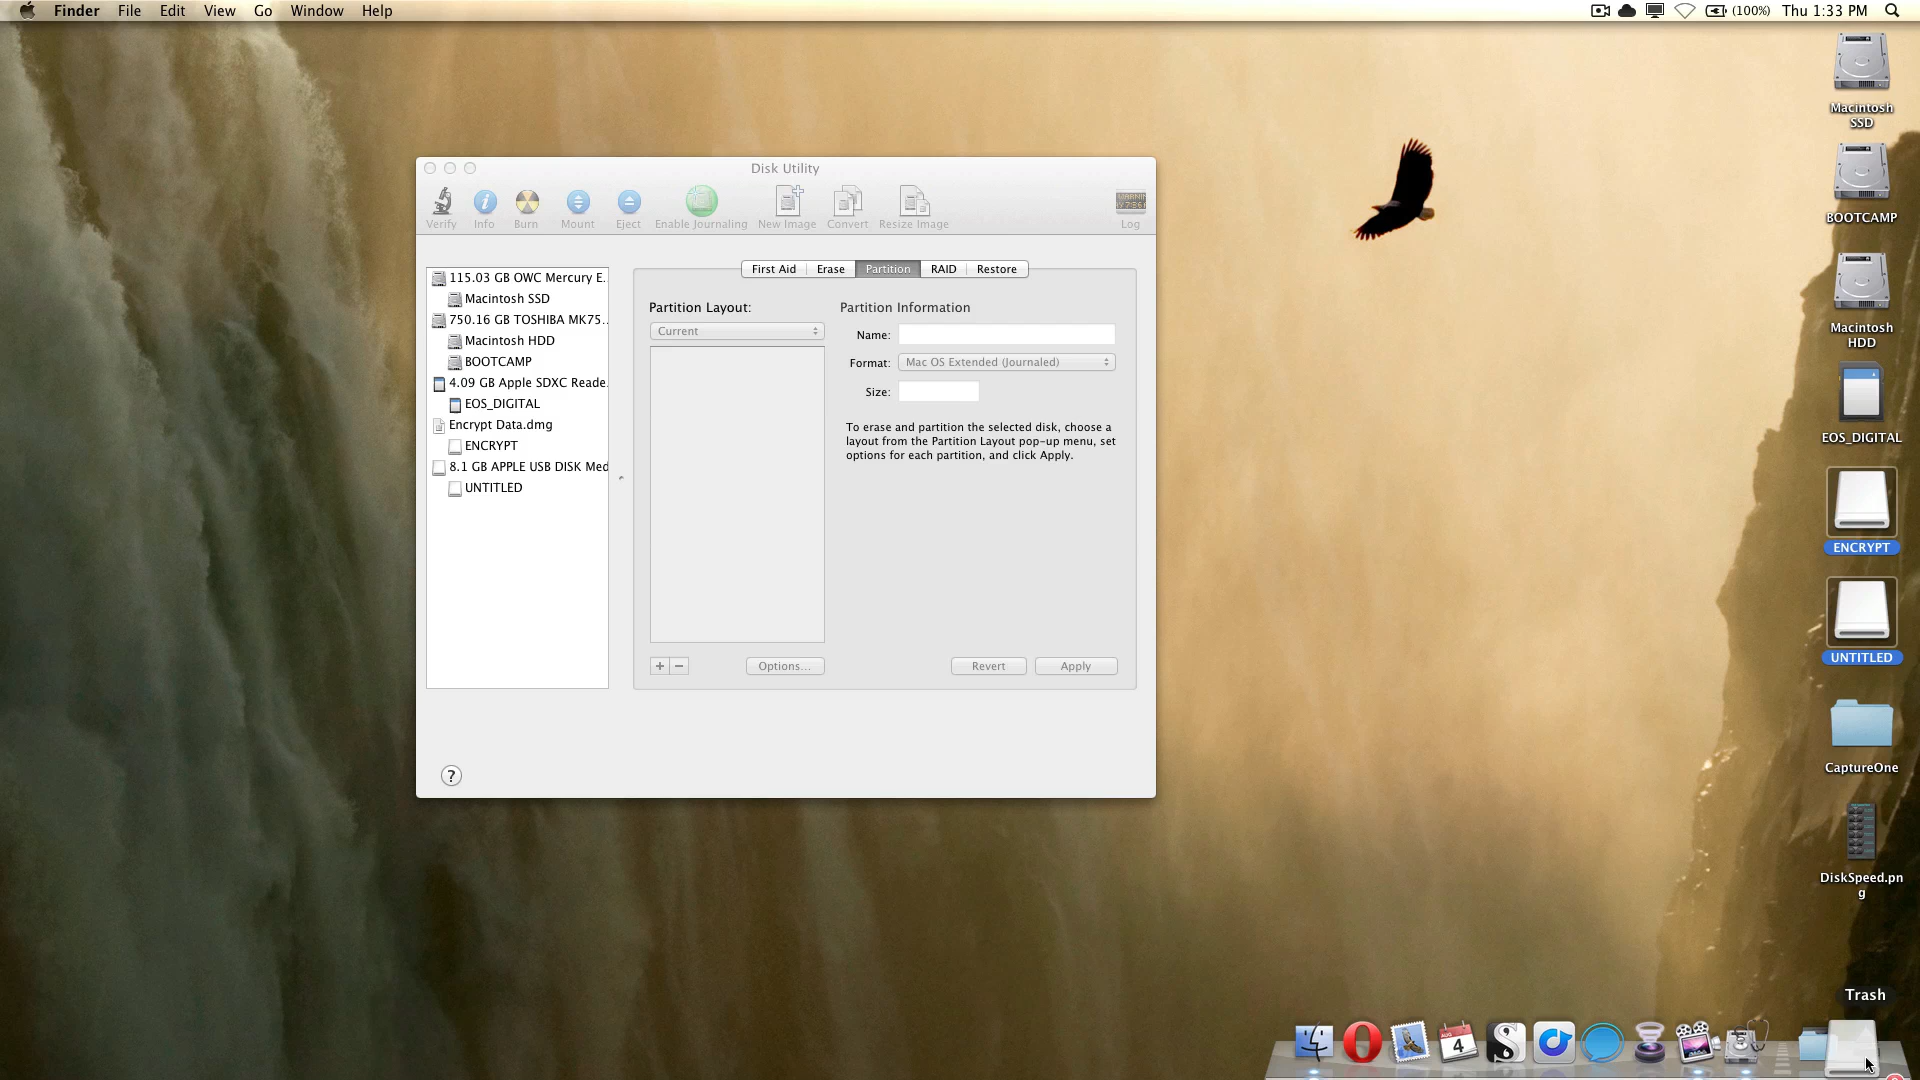 Finder File Edit View Go Window Help
(100%) Thu 1:33 PM
Macintosh
SSD
BOOTCAMP
Macintosh
HDD
EOS_DIGITAL
ENCRYPT
UNTITLED
CaptureOne
DiskSpeed.pn
g
Disk Utility
Verify Info Burn Mount Eject Enable Journaling New Image Convert Resize Image Log
115.03 GB OWC Mercury E.
Macintosh SSD
750.16 GB TOSHIBA MK75..
Macintosh HDD
BOOTCAMP
4.09 GB Apple SDXC Reade.
EOS_DIGITAL
Encrypt Data.dmg
ENCRYPT
8.1 GB APPLE USB DISK Med
UNTITLED
First Aid Erase Partition RAID Restore
Partition Layout:
Current
Partition Information
Name:
Format: Mac OS Extended (Journaled)
Size:
To erase and partition the selected disk, choose a
layout from the Partition Layout pop-up menu, set
options for each partition, and click Apply.
+ −
Options...
Revert
Apply
?
Trash
AUG
4
S